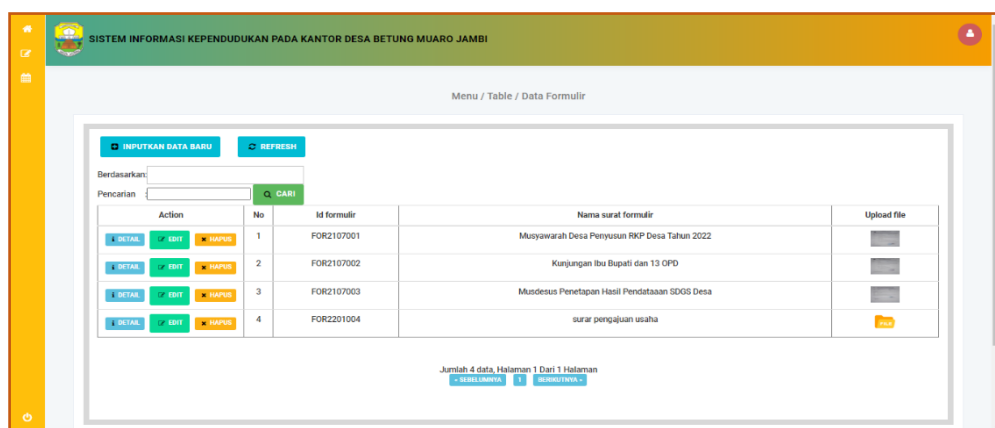 SISTEM INFORMASI KEPENDUDUKAN PADA KANTOR DESA BETUNG MUARO JAMBI
Menu / Table / Data Formulir
INPUTKAN DATA BARU REFRESH
Berdasarkan:
Pencarian : CARI
Action No Id formulir Nama surat formulir Upload file
DETAIL EDIT HAPUS 1 FOR2107001 Musyawarah Desa Penyusun RKP Desa Tahun 2022
DETAIL EDIT HAPUS 2 FOR2107002 Kunjungan Ibu Bupati dan 13 OPD
DETAIL EDIT HAPUS 3 FOR2107003 Musdesus Penetapan Hasil Pendataaan SDGS Desa
DETAIL EDIT HAPUS 4 FOR2201004 surar pengajuan usaha FILE
Jumlah 4 data, Halaman 1 Dari 1 Halaman
« SEBELUMNYA 1 BERIKUTNYA »